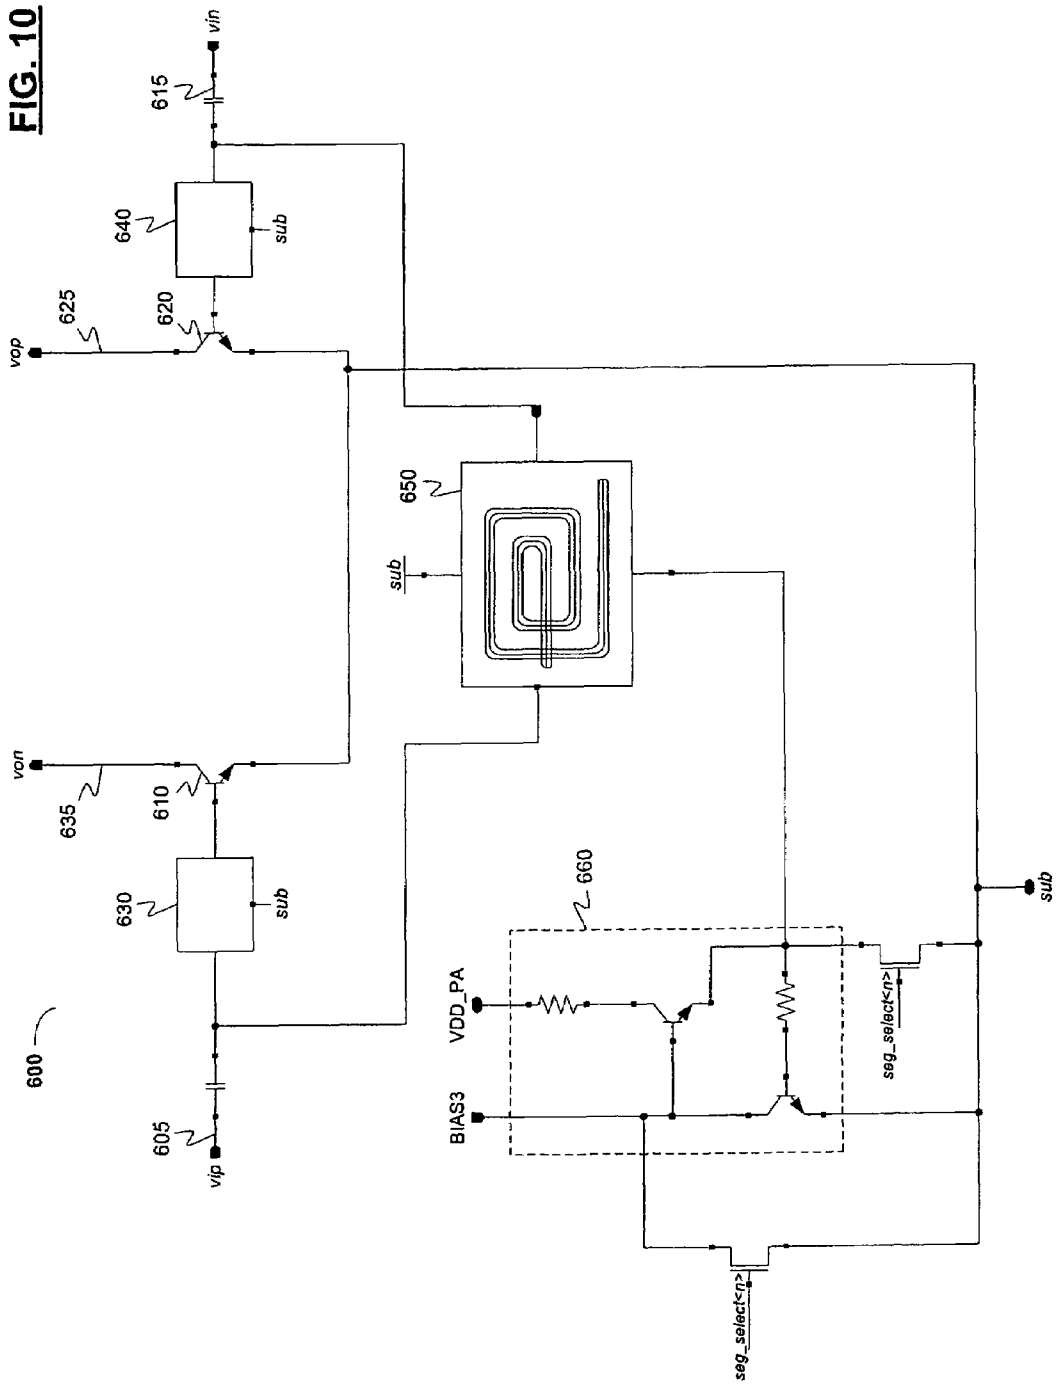 FIG. 10
600
vip
605
630
sub
610
635
von
vop
625
620
640
sub
615
vin
sub
650
660
VDD_PA
BIAS3
seg_select<n>
seg_select<n>
sub